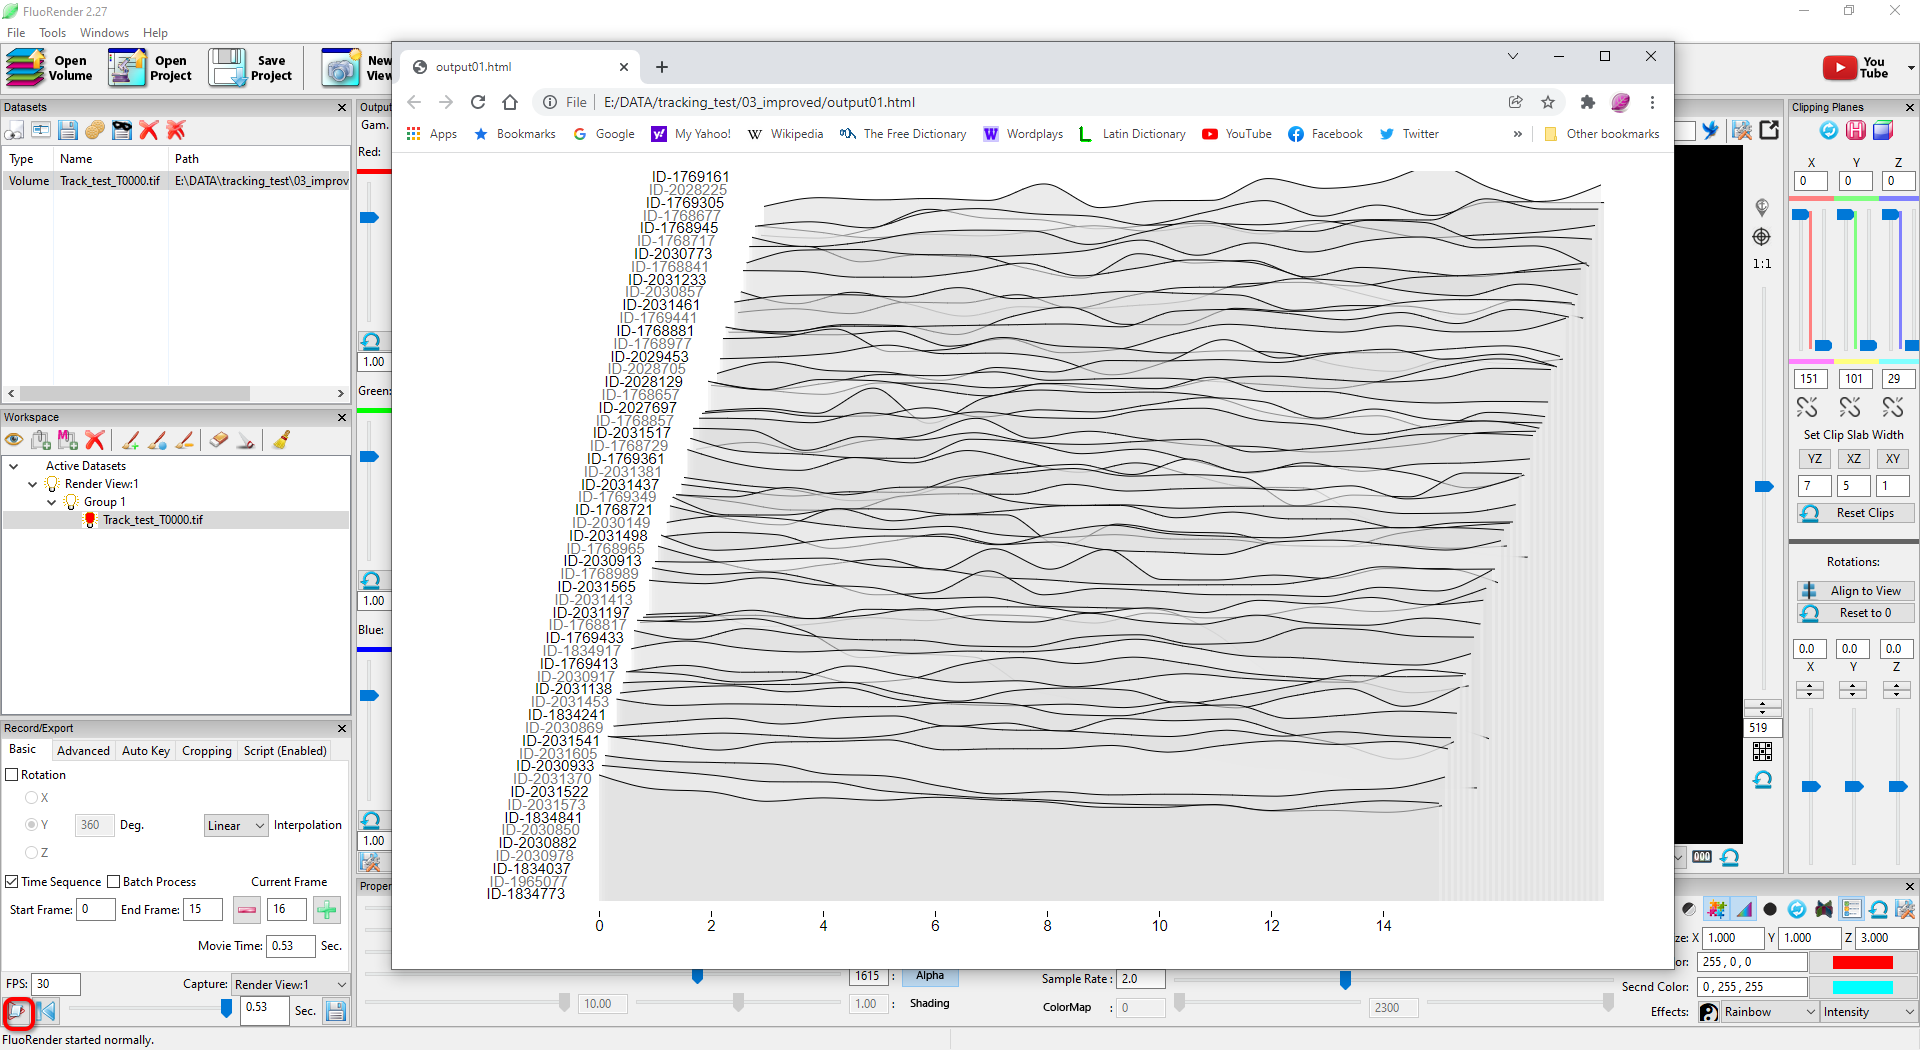 FluoRender 2.27
File Tools Windows Help
Open Volume
Open Project
Save Project
New View
You Tube
Datasets
Type Name Path
Volume Track_test_T0000.tif E:\DATA\tracking_test\03_improv
Workspace
Active Datasets
Render View:1
Group 1
Track_test_T0000.tif
Record/Export
Basic Advanced Auto Key Cropping Script (Enabled)
Rotation
X
Y 360 Deg. Linear Interpolation
Z
Time Sequence Batch Process Current Frame
Start Frame: 0 End Frame: 15 16
Movie Time: 0.53 Sec.
FPS: 30 Capture: Render View:1
0.53 Sec.
FluoRender started normally.
Output
Gam.
Red:
1.00
Green:
1.00
Blue:
1.00
Proper
output01.html
File E:/DATA/tracking_test/03_improved/output01.html
Apps Bookmarks Google My Yahoo! Wikipedia The Free Dictionary Wordplays Latin Dictionary YouTube Facebook Twitter » Other bookmarks
ID-1769161
ID-2028225
ID-1769305
ID-1768677
ID-1768945
ID-1768717
ID-2030773
ID-1768841
ID-2031233
ID-2030857
ID-2031461
ID-1769441
ID-1768881
ID-1768977
ID-2029453
ID-2028705
ID-2028129
ID-1768657
ID-2027697
ID-1768857
ID-2031517
ID-1768729
ID-1769361
ID-2031381
ID-2031437
ID-1769349
ID-1768721
ID-2030149
ID-2031498
ID-1768965
ID-2030913
ID-1768989
ID-2031565
ID-2031413
ID-2031197
ID-1768817
ID-1769433
ID-1834917
ID-1769413
ID-2030917
ID-2031138
ID-2031453
ID-1834241
ID-2030869
ID-2031541
ID-2031605
ID-2030933
ID-2031370
ID-2031522
ID-2031573
ID-1834841
ID-2030850
ID-2030882
ID-2030978
ID-1834037
ID-1965077
ID-1834773
0 2 4 6 8 10 12 14
1615 : Alpha
Sample Rate : 2.0
10.00 1.00 : Shading
ColorMap : 0 2300
1:1
519
000
Clipping Planes
X Y Z
0 0 0
151 101 29
Set Clip Slab Width
YZ XZ XY
7 5 1
Reset Clips
Rotations:
Align to View
Reset to 0
0.0 0.0 0.0
X Y Z
ze: X 1.000 Y 1.000 Z 3.000
or: 255 , 0 , 0
Secnd Color: 0 , 255 , 255
Effects: Rainbow Intensity